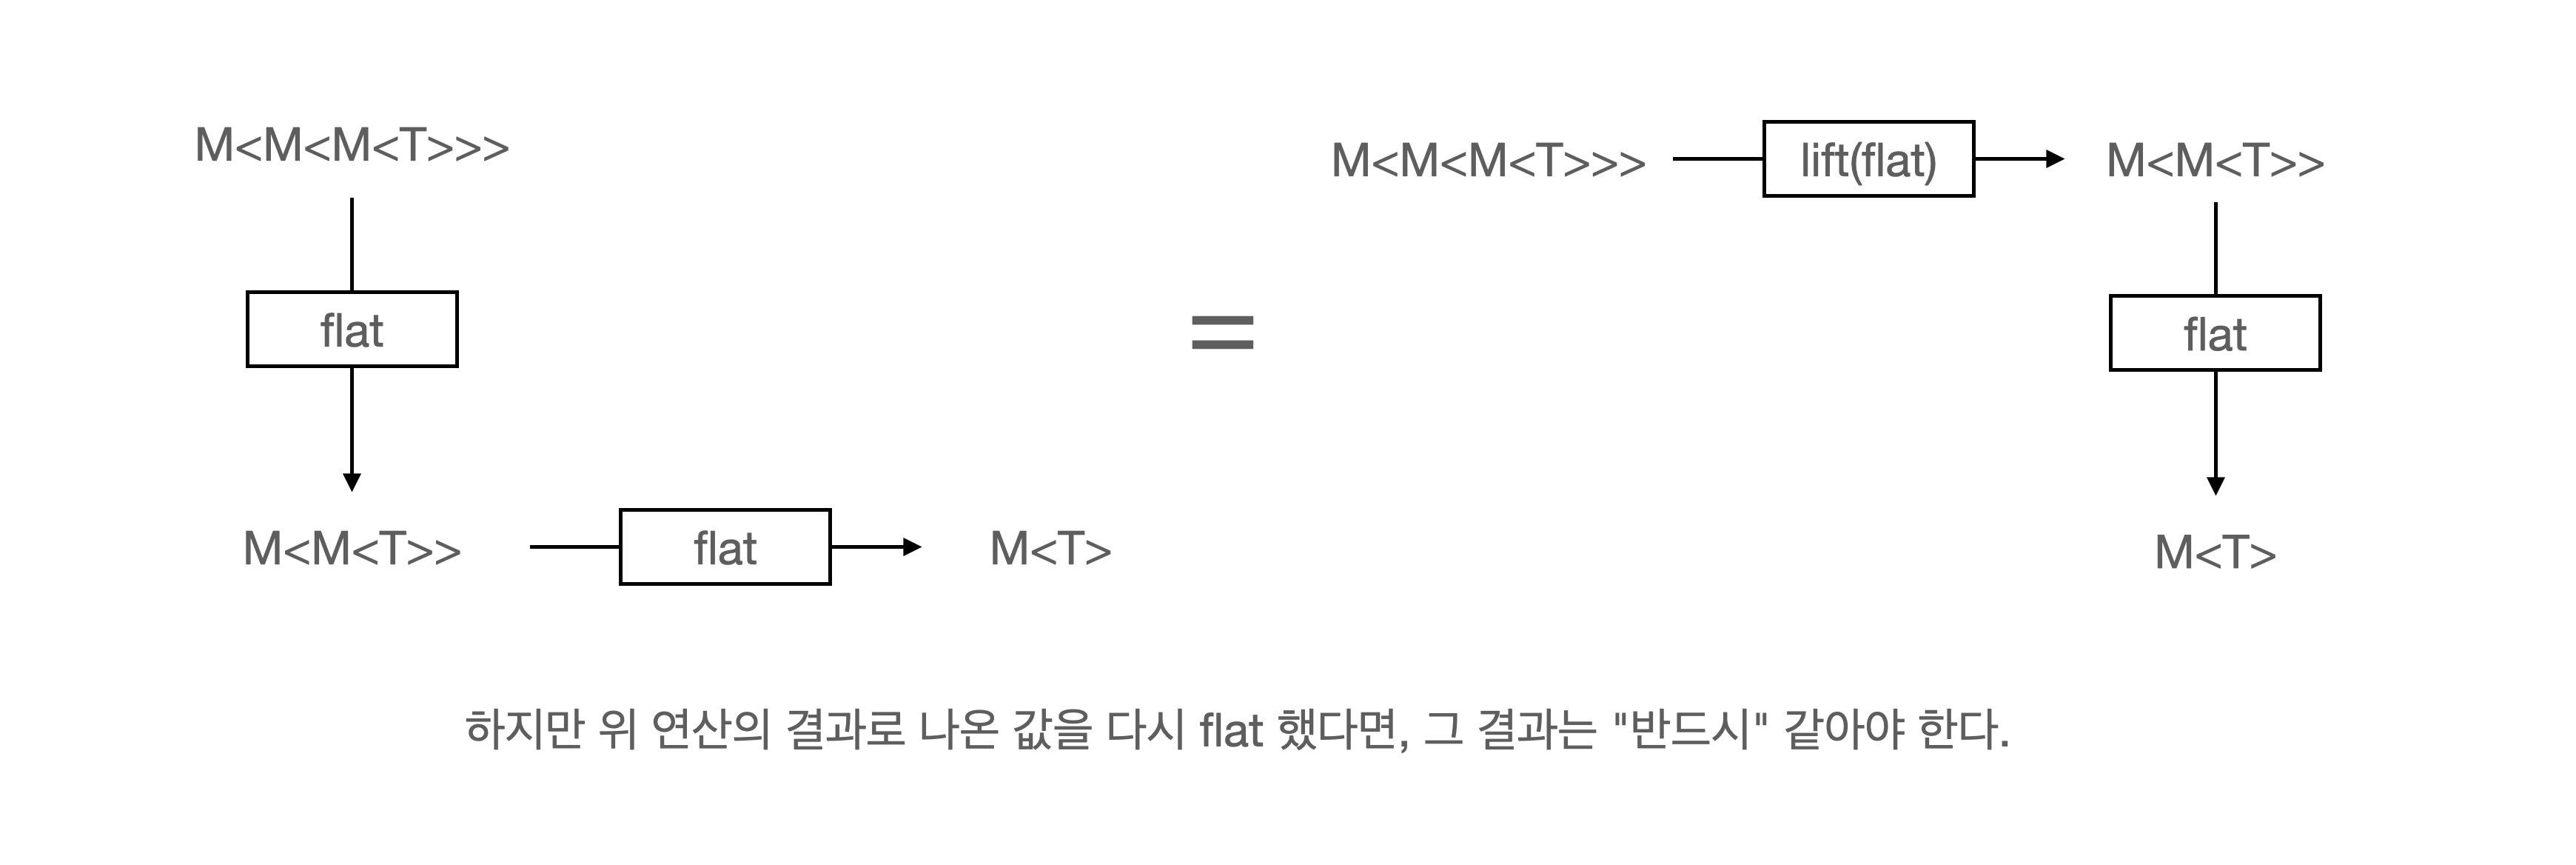 M<M<M<T>>>
flat
M<M<T>>
flat
M<T>
=
M<M<M<T>>>
lift(flat)
M<M<T>>
flat
M<T>
하지만 위 연산의 결과로 나온 값을 다시 flat 했다면, 그 결과는 "반드시" 같아야 한다.